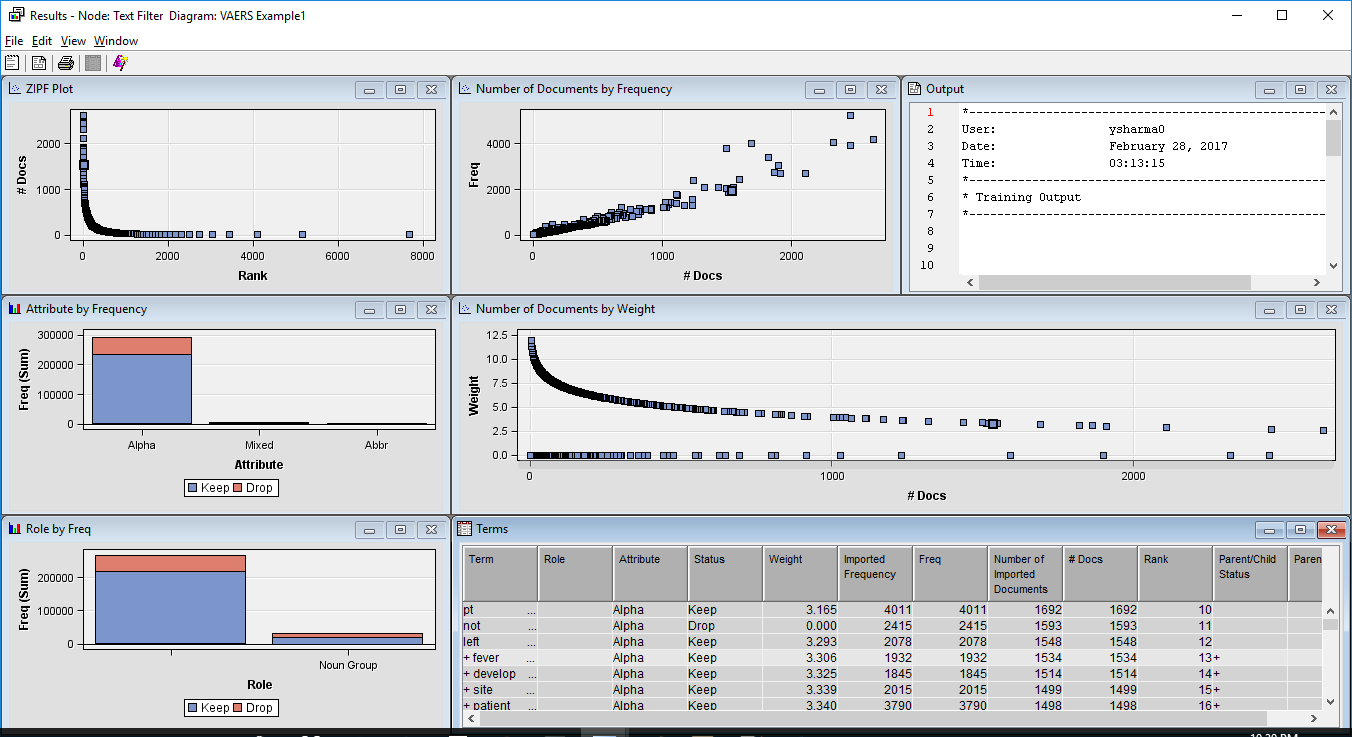 Results - Node: Text Filter Diagram: VAERS Example1
File Edit View Window
ZIPF Plot
# Docs
2000
1000
0
0 2000 4000 6000 8000
Rank
Number of Documents by Frequency
Freq
4000
2000
0
0 1000 2000
# Docs
Output
1 *-----------------------------------------------------
2 User: ysharma0
3 Date: February 28, 2017
4 Time: 03:13:15
5 *-----------------------------------------------------
6 * Training Output
7 *-----------------------------------------------------
8
9
10
Attribute by Frequency
Freq (Sum)
300000
200000
100000
0
Alpha Mixed Abbr
Attribute
Keep Drop
Number of Documents by Weight
Weight
12.5
10.0
7.5
5.0
2.5
0.0
0 1000 2000
# Docs
Role by Freq
Freq (Sum)
200000
100000
0
Noun Group
Role
Keep Drop
Terms
Term Role Attribute Status Weight Imported Frequency Freq Number of Imported Documents # Docs Rank Parent/Child Status Paren
pt ... Alpha Keep 3.165 4011 4011 1692 1692 10
not ... Alpha Drop 0.000 2415 2415 1593 1593 11
left ... Alpha Keep 3.293 2078 2078 1548 1548 12
+ fever ... Alpha Keep 3.306 1932 1932 1534 1534 13 +
+ develop ... Alpha Keep 3.325 1845 1845 1514 1514 14 +
+ site ... Alpha Keep 3.339 2015 2015 1499 1499 15 +
+ patient ... Alpha Keep 3.340 3790 3790 1498 1498 16 +